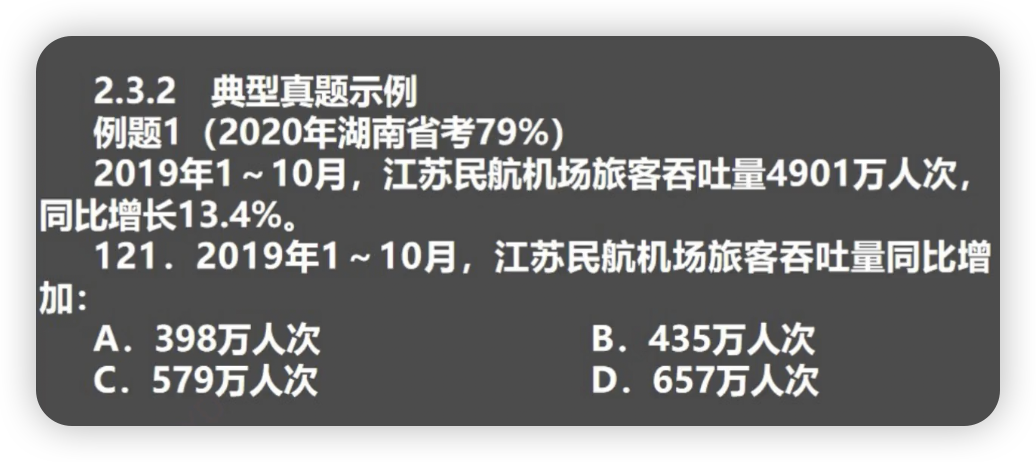 2.3.2 典型真题示例
例题1（2020年湖南省考79%）
2019年1～10月，江苏民航机场旅客吞吐量4901万人次，
同比增长13.4%。
121．2019年1～10月，江苏民航机场旅客吞吐量同比增
加：
A．398万人次 B．435万人次
C．579万人次 D．657万人次